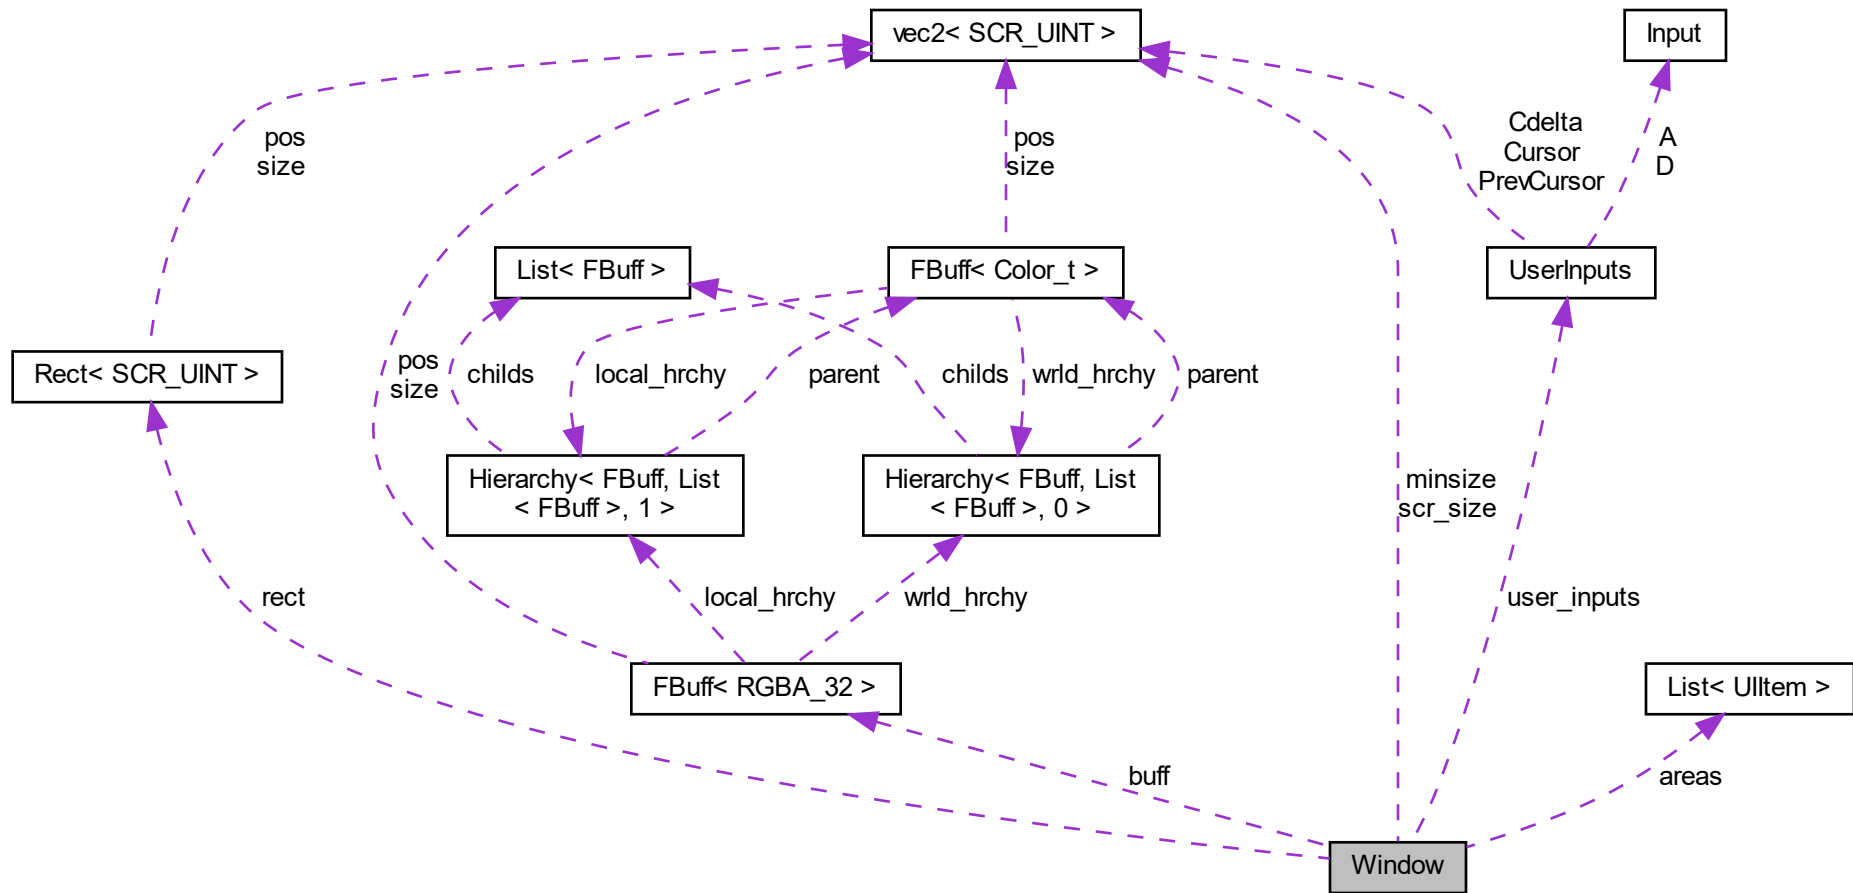 vec2< SCR_UINT >
Input
pos
size
pos
size
Cdelta
Cursor
PrevCursor
A
D
List< FBuff >
FBuff< Color_t >
UserInputs
Rect< SCR_UINT >
pos
size
childs
local_hrchy
parent
childs
wrld_hrchy
parent
Hierarchy< FBuff, List
< FBuff >, 1 >
Hierarchy< FBuff, List
< FBuff >, 0 >
minsize
scr_size
rect
local_hrchy
wrld_hrchy
user_inputs
FBuff< RGBA_32 >
List< UIItem >
buff
areas
Window